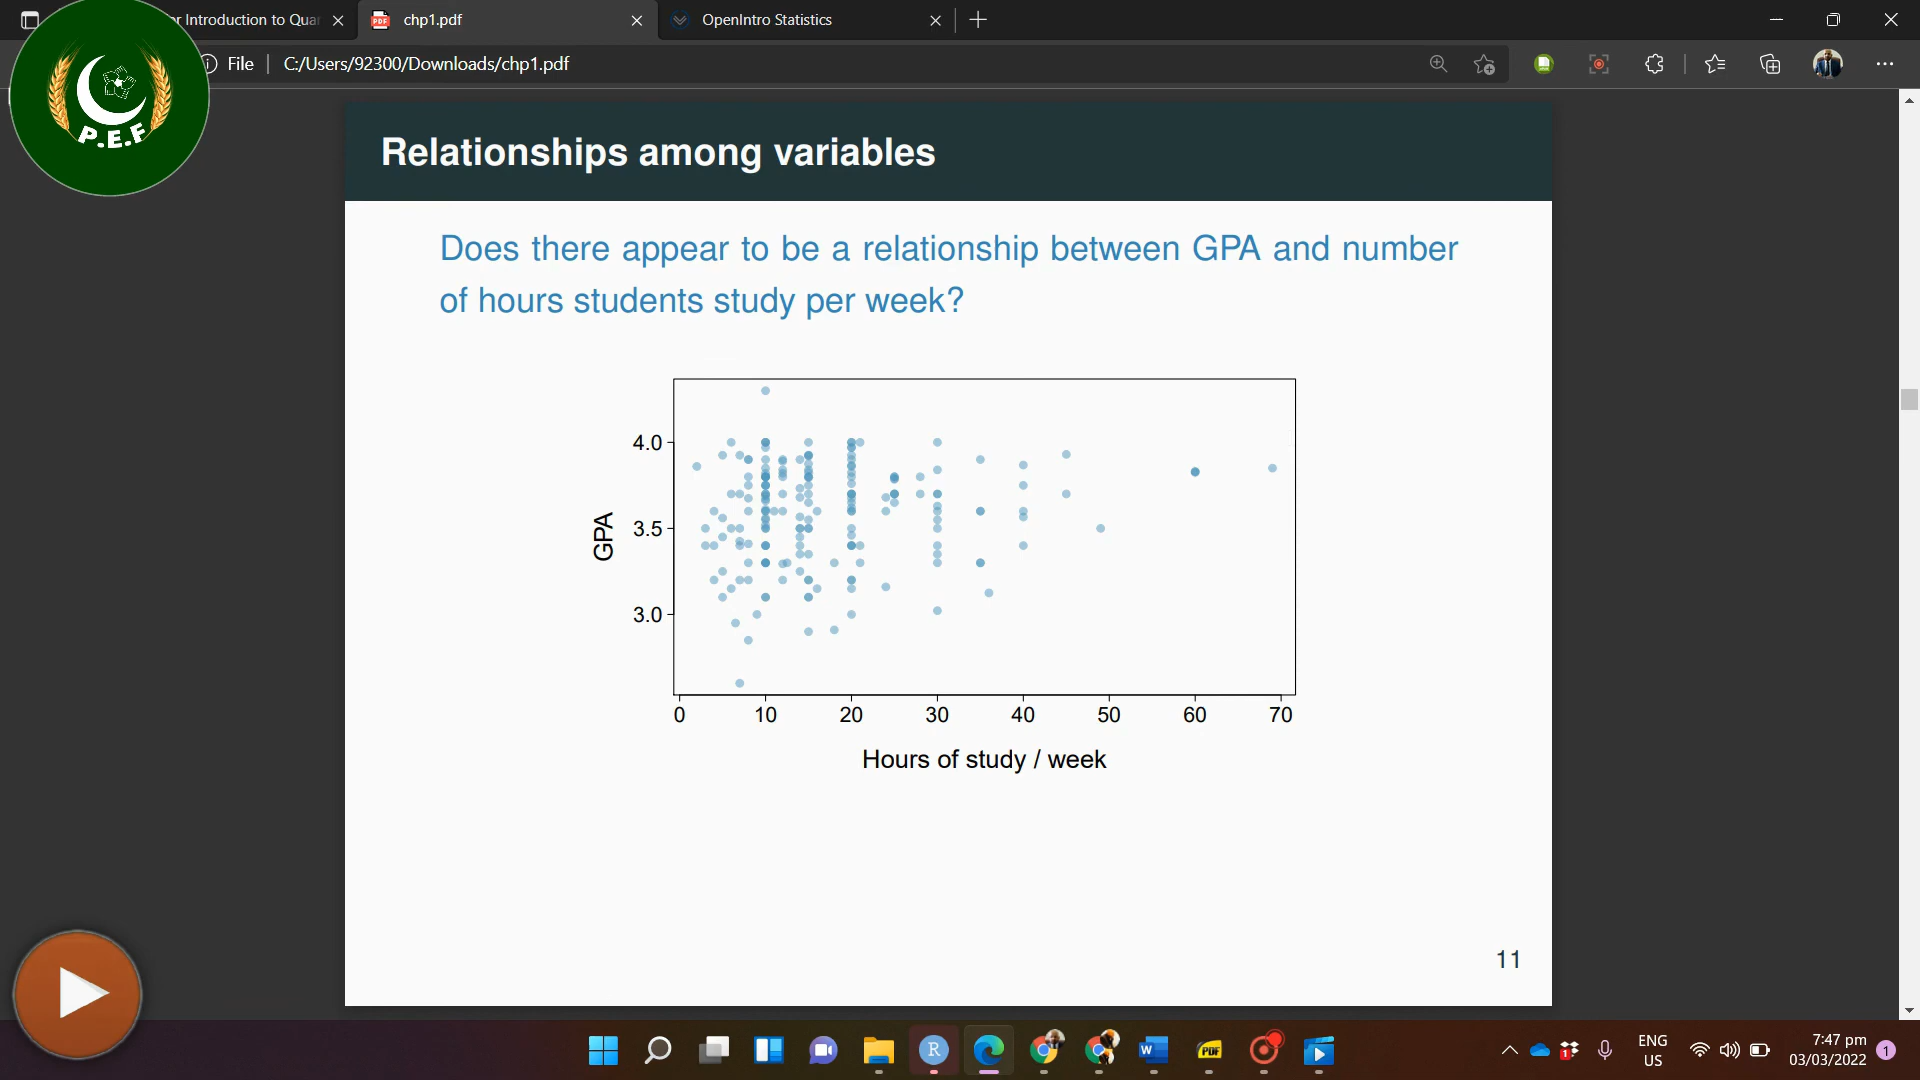 r Introduction to Qua
chp1.pdf
OpenIntro Statistics
File
C:/Users/92300/Downloads/chp1.pdf
P.E.F
Relationships among variables
Does there appear to be a relationship between GPA and number
of hours students study per week?
GPA
4.0
3.5
3.0
0 10 20 30 40 50 60 70
Hours of study / week
11
ENG
US
7:47 pm
03/03/2022
1